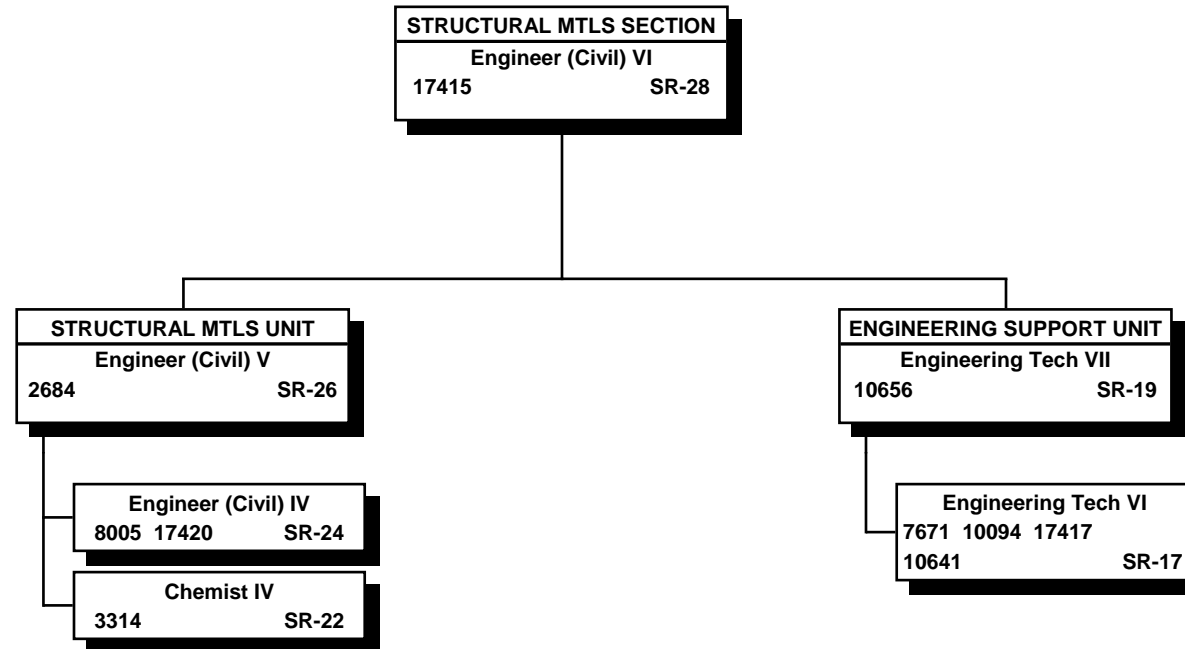 STRUCTURAL MTLS SECTION
Engineer (Civil) VI
17415 SR-28
STRUCTURAL MTLS UNIT
Engineer (Civil) V
2684 SR-26
Engineer (Civil) IV
8005 17420 SR-24
Chemist IV
3314 SR-22
ENGINEERING SUPPORT UNIT
Engineering Tech VII
10656 SR-19
Engineering Tech VI
7671 10094 17417
10641 SR-17